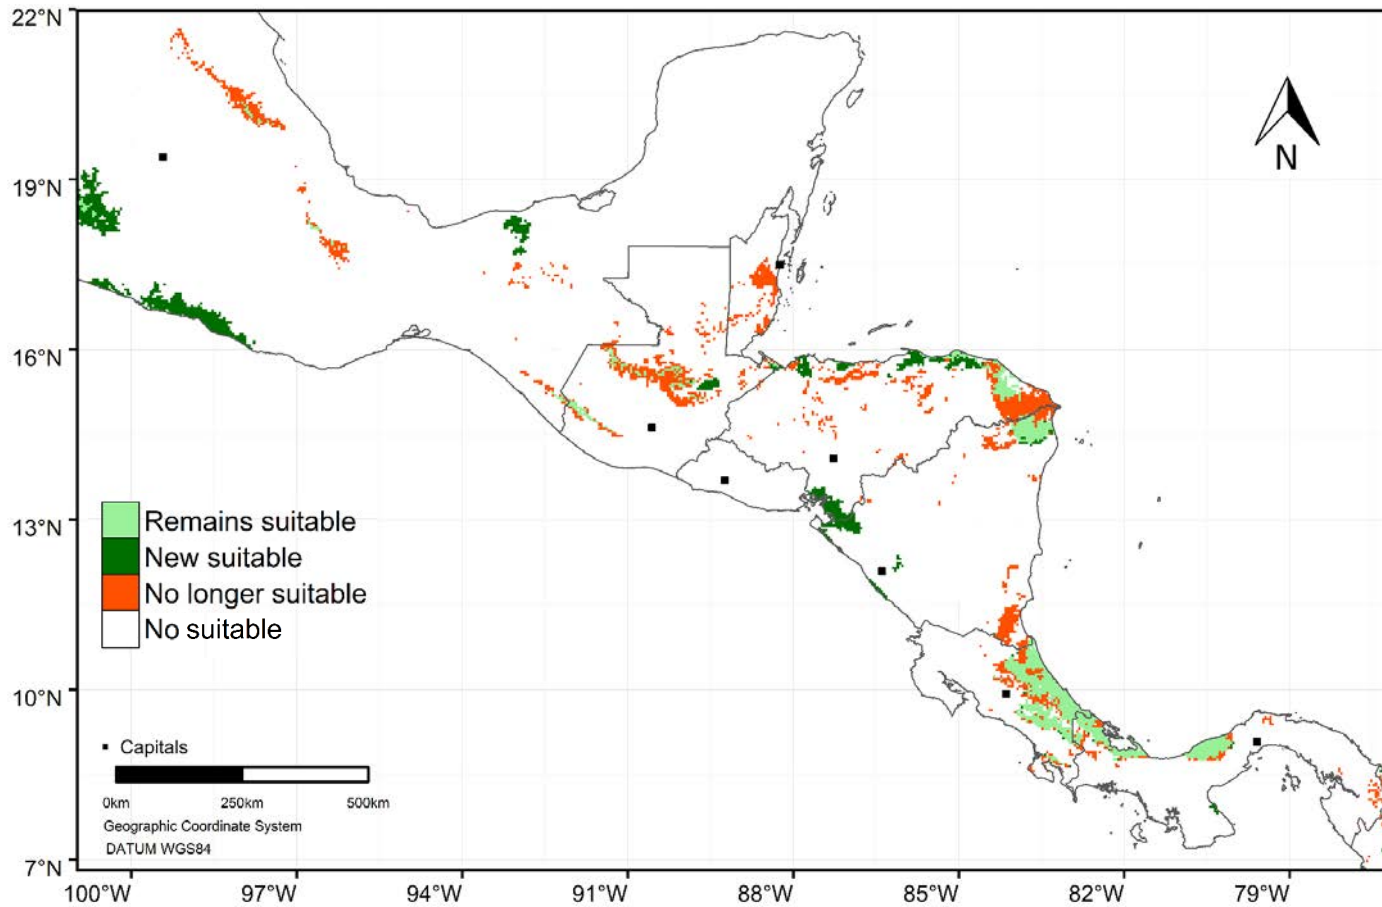 22°N
19°N
16°N
13°N
10°N
7°N
N
Remains suitable
New suitable
No longer suitable
No suitable
Capitals
0km 250km 500km
Geographic Coordinate System
DATUM WGS84
100°W 97°W 94°W 91°W 88°W 85°W 82°W 79°W